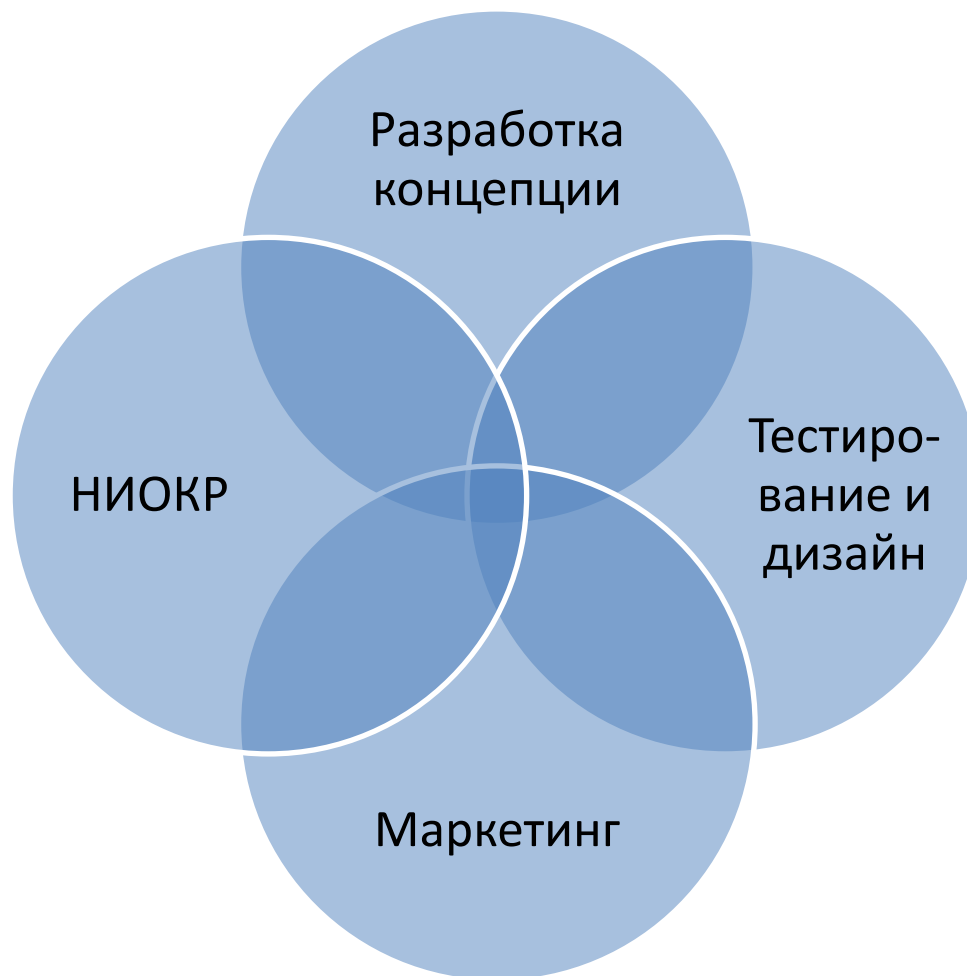 Разработка
концепции
Тестиро-
вание и
дизайн
НИОКР
Маркетинг